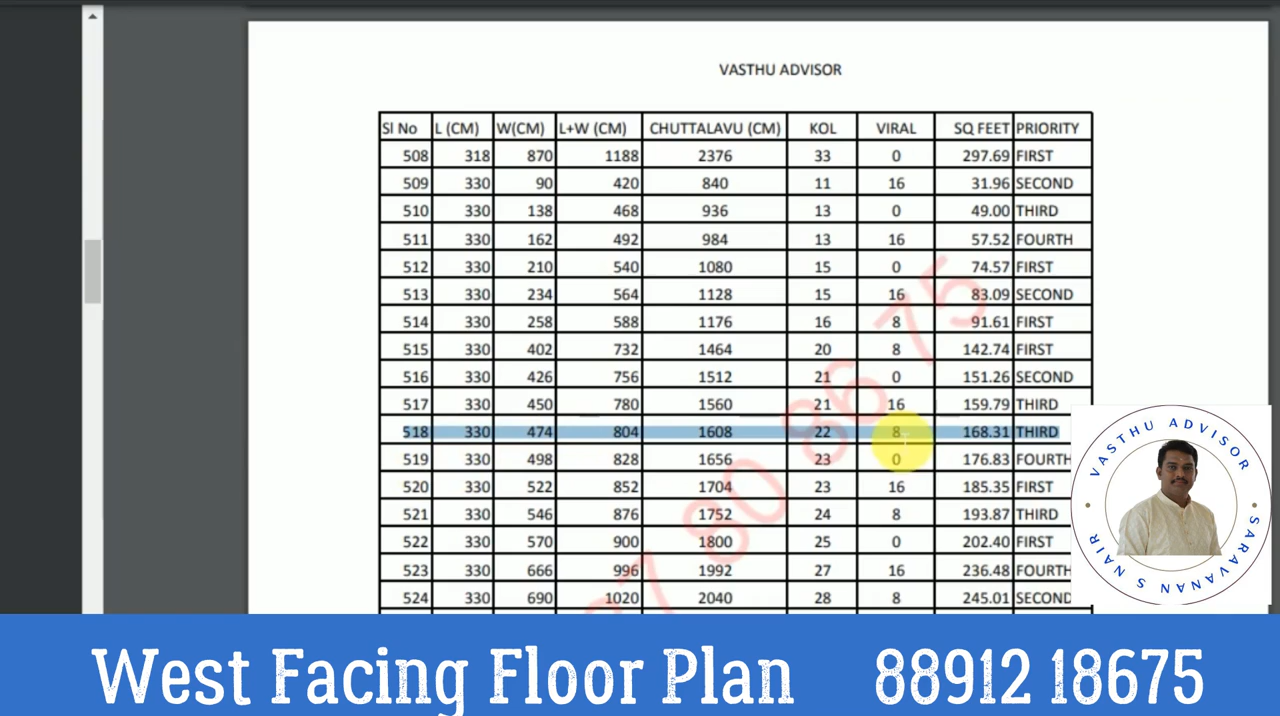 VASTHU ADVISOR
Sl No L (CM) W(CM) L+W (CM) CHUTTALAVU (CM) KOL VIRAL SQ FEET PRIORITY
508 318 870 1188 2376 33 0 297.69 FIRST
509 330 90 420 840 11 16 31.96 SECOND
510 330 138 468 936 13 0 49.00 THIRD
511 330 162 492 984 13 16 57.52 FOURTH
512 330 210 540 1080 15 0 74.57 FIRST
513 330 234 564 1128 15 16 83.09 SECOND
514 330 258 588 1176 16 8 91.61 FIRST
515 330 402 732 1464 20 8 142.74 FIRST
516 330 426 756 1512 21 0 151.26 SECOND
517 330 450 780 1560 21 16 159.79 THIRD
518 330 474 804 1608 22 8 168.31 THIRD
519 330 498 828 1656 23 0 176.83 FOURTH
520 330 522 852 1704 23 16 185.35 FIRST
521 330 546 876 1752 24 8 193.87 THIRD
522 330 570 900 1800 25 0 202.40 FIRST
523 330 666 996 1992 27 16 236.48 FOURTH
524 330 690 1020 2040 28 8 245.01 SECOND
7 80 86 75
VASTHU ADVISOR
SARAVANAN S NAIR
West Facing Floor Plan 88912 18675